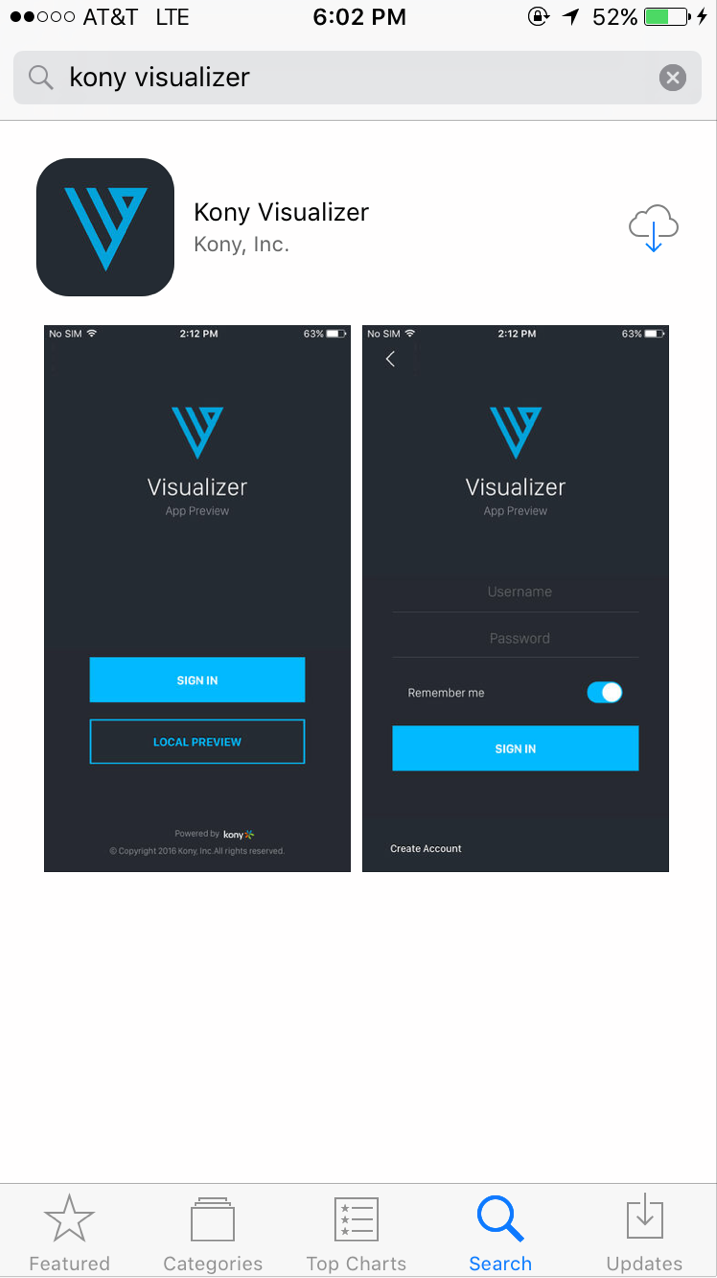 AT&T LTE 6:02 PM 52%
kony visualizer
Kony Visualizer
Kony, Inc.
No SIM 2:12 PM 63%
Visualizer
App Preview
SIGN IN
LOCAL PREVIEW
Powered by kony
© Copyright 2016 Kony, Inc.All rights reserved.
No SIM 2:12 PM 63%
Visualizer
App Preview
Username
Password
Remember me
SIGN IN
Create Account
Featured Categories Top Charts Search Updates